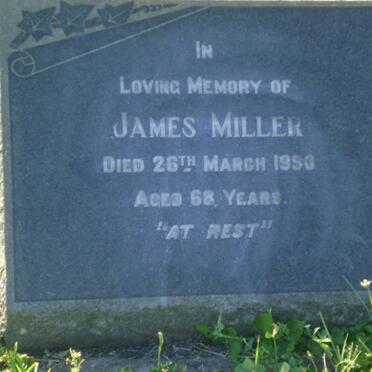 IN
LOVING MEMORY OF
JAMES MILLER
DIED 26TH MARCH 1950
AGED 68 YEARS.
"AT REST"